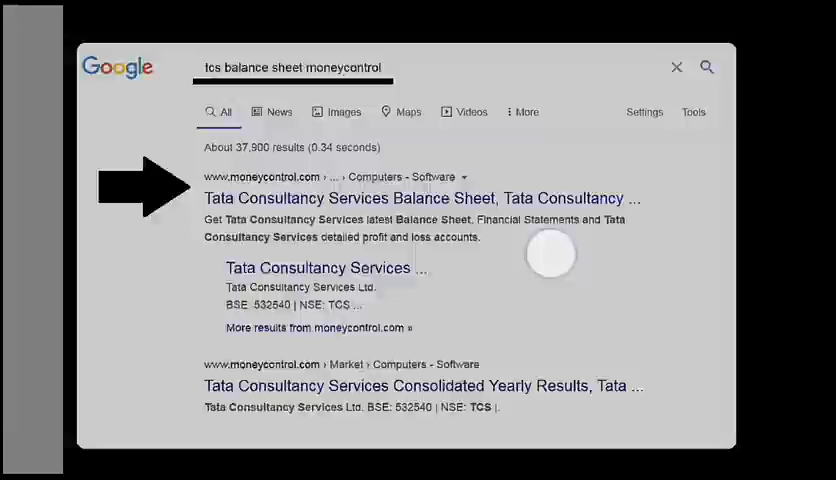 Google
tcs balance sheet moneycontrol
All News Images Maps Videos More Settings Tools
About 37,900 results (0.34 seconds)
www.moneycontrol.com › ... › Computers - Software
Tata Consultancy Services Balance Sheet, Tata Consultancy ...
Get Tata Consultancy Services latest Balance Sheet, Financial Statements and Tata
Consultancy Services detailed profit and loss accounts.
Tata Consultancy Services ...
Tata Consultancy Services Ltd.
BSE: 532540 | NSE: TCS ...
More results from moneycontrol.com »
www.moneycontrol.com › Market › Computers - Software
Tata Consultancy Services Consolidated Yearly Results, Tata ...
Tata Consultancy Services Ltd. BSE: 532540 | NSE: TCS |.